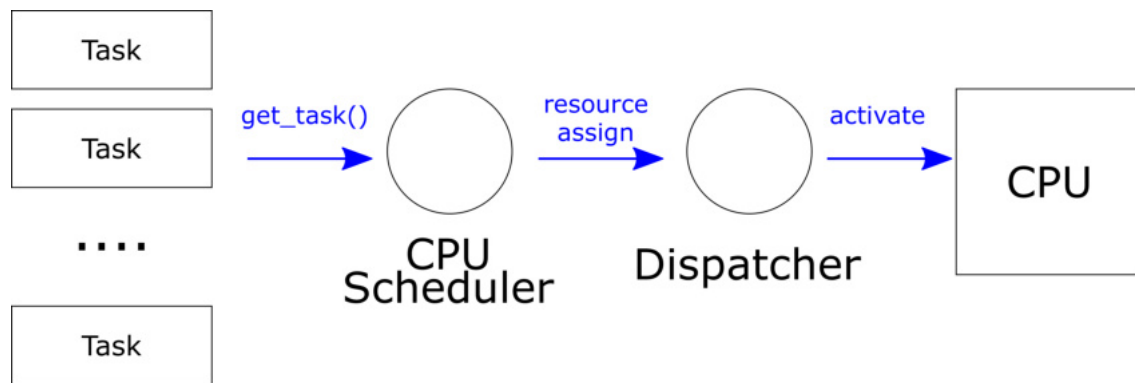 Task
Task
....
Task
get_task()
CPU
Scheduler
resource
assign
Dispatcher
activate
CPU